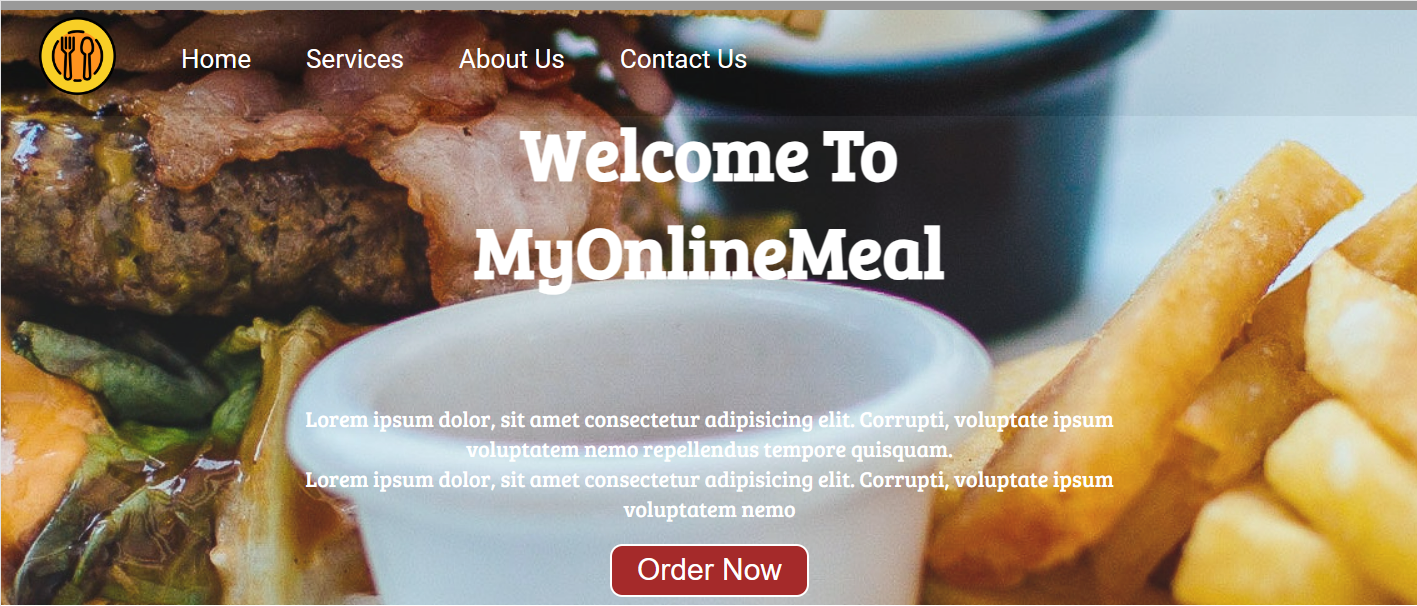 Home Services About Us Contact Us
Welcome To
MyOnlineMeal
Lorem ipsum dolor, sit amet consectetur adipisicing elit. Corrupti, voluptate ipsum
voluptatem nemo repellendus tempore quisquam.
Lorem ipsum dolor, sit amet consectetur adipisicing elit. Corrupti, voluptate ipsum
voluptatem nemo
Order Now